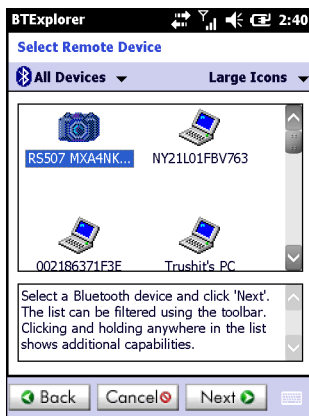 BTExplorer 2:40
Select Remote Device
All Devices Large Icons
RS507 MXA4NK... NY21L01FBV763
002186371F3E Trushit's PC
Select a Bluetooth device and click 'Next'.
The list can be filtered using the toolbar.
Clicking and holding anywhere in the list
shows additional capabilities.
Back Cancel Next